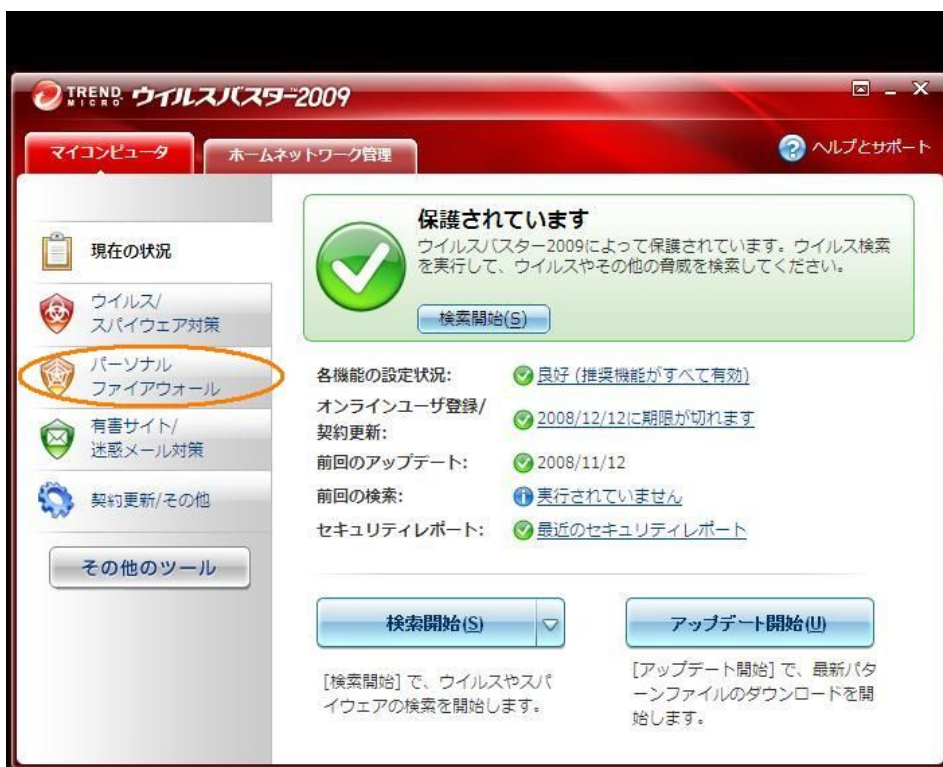 TREND MICRO ウイルスバスター™2009
マイコンピュータ
ホームネットワーク管理
ヘルプとサポート
現在の状況
ウイルス/
スパイウェア対策
パーソナル
ファイアウォール
有害サイト/
迷惑メール対策
契約更新/その他
その他のツール
保護されています
ウイルスバスター2009によって保護されています。ウイルス検索
を実行して、ウイルスやその他の脅威を検索してください。
検索開始(S)
各機能の設定状況:
良好 (推奨機能がすべて有効)
オンラインユーザ登録/
契約更新:
2008/12/12に期限が切れます
前回のアップデート:
2008/11/12
前回の検索:
実行されていません
セキュリティレポート:
最近のセキュリティレポート
検索開始(S)
[検索開始] で、ウイルスやスパ
イウェアの検索を開始します。
アップデート開始(U)
[アップデート開始] で、最新パタ
ーンファイルのダウンロードを開
始します。